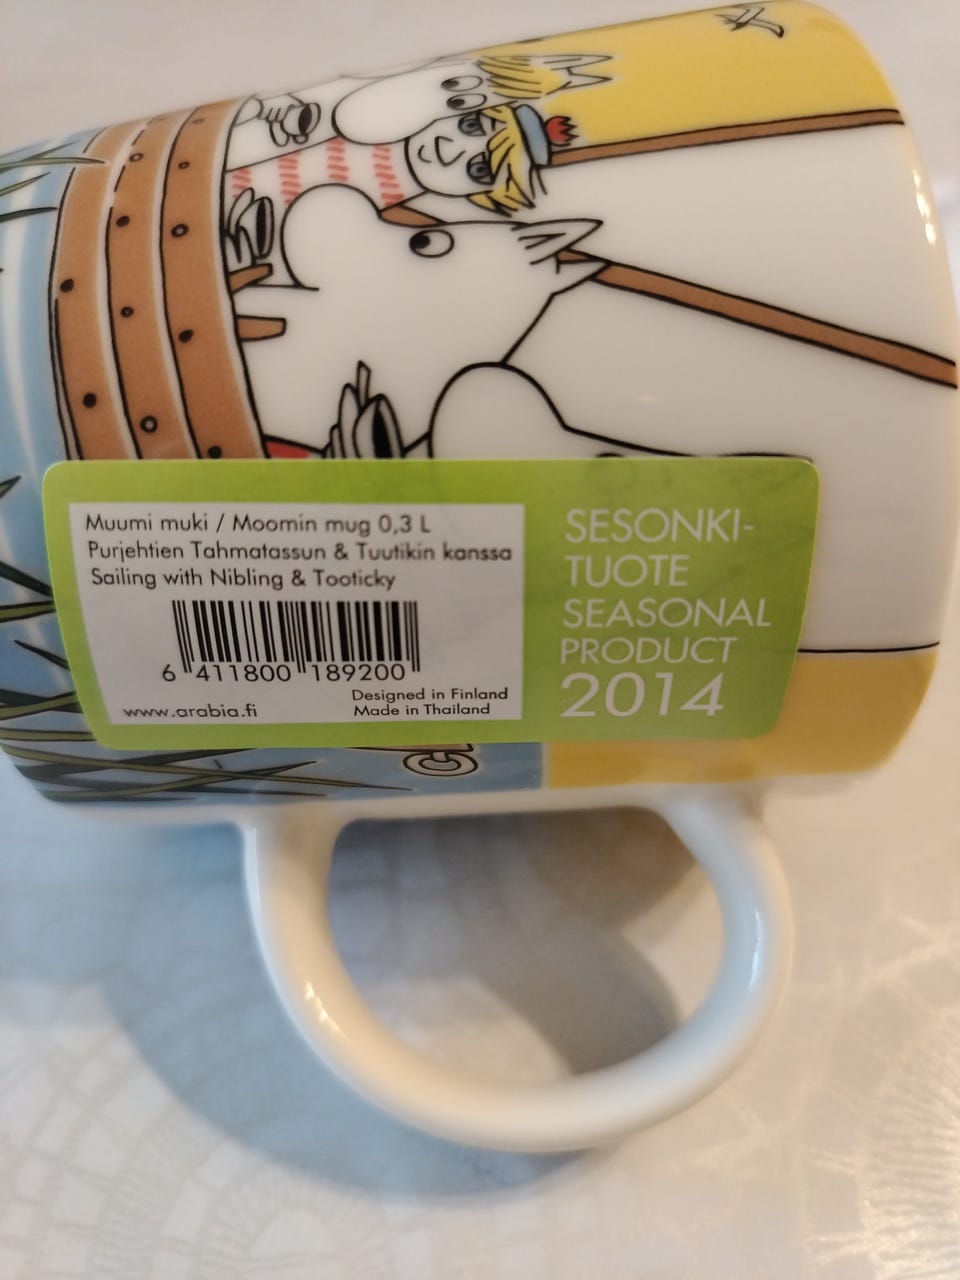 Muumi muki / Moomin mug 0,3 L
Purjehtien Tahmatassun & Tuutikin kanssa
Sailing with Nibling & Tooticky
6 411800 189200
www.arabia.fi
Designed in Finland
Made in Thailand
SESONKI-
TUOTE
SEASONAL
PRODUCT
2014